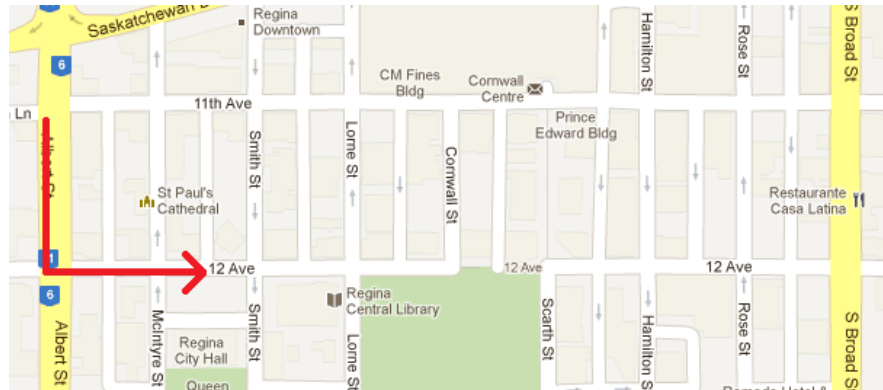 Saskatchewan D
Regina
Downtown
6
CM Fines
Bldg
Cornwall
Centre
Hamilton St
Rose St
S Broad St
Ln
11th Ave
Prince
Edward Bldg
Albert St
Smith St
Lorne St
Cornwall St
St Paul's
Cathedral
Restaurante
Casa Latina
12 Ave
12 Ave
12 Ave
6
Regina
Central Library
Albert St
McIntyre St
Smith St
Lorne St
Scarth St
Hamilton S
Rose St
S Broad St
Regina
City Hall
Queen